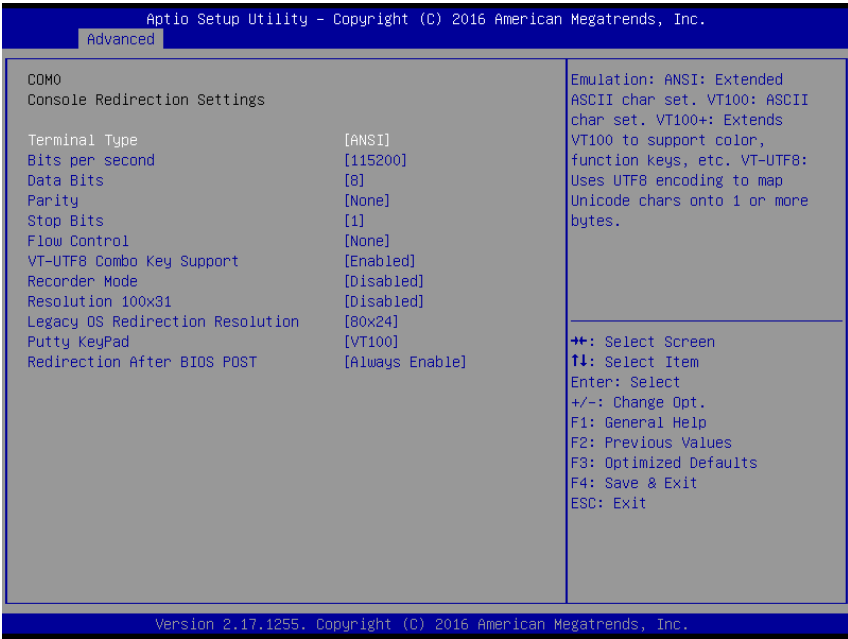 Aptio Setup Utility – Copyright (C) 2016 American Megatrends, Inc.
Advanced
COM0
Console Redirection Settings
Terminal Type [ANSI]
Bits per second [115200]
Data Bits [8]
Parity [None]
Stop Bits [1]
Flow Control [None]
VT-UTF8 Combo Key Support [Enabled]
Recorder Mode [Disabled]
Resolution 100x31 [Disabled]
Legacy OS Redirection Resolution [80x24]
Putty KeyPad [VT100]
Redirection After BIOS POST [Always Enable]
Emulation: ANSI: Extended
ASCII char set. VT100: ASCII
char set. VT100+: Extends
VT100 to support color,
function keys, etc. VT-UTF8:
Uses UTF8 encoding to map
Unicode chars onto 1 or more
bytes.
→←: Select Screen
↑↓: Select Item
Enter: Select
+/-: Change Opt.
F1: General Help
F2: Previous Values
F3: Optimized Defaults
F4: Save & Exit
ESC: Exit
Version 2.17.1255. Copyright (C) 2016 American Megatrends, Inc.